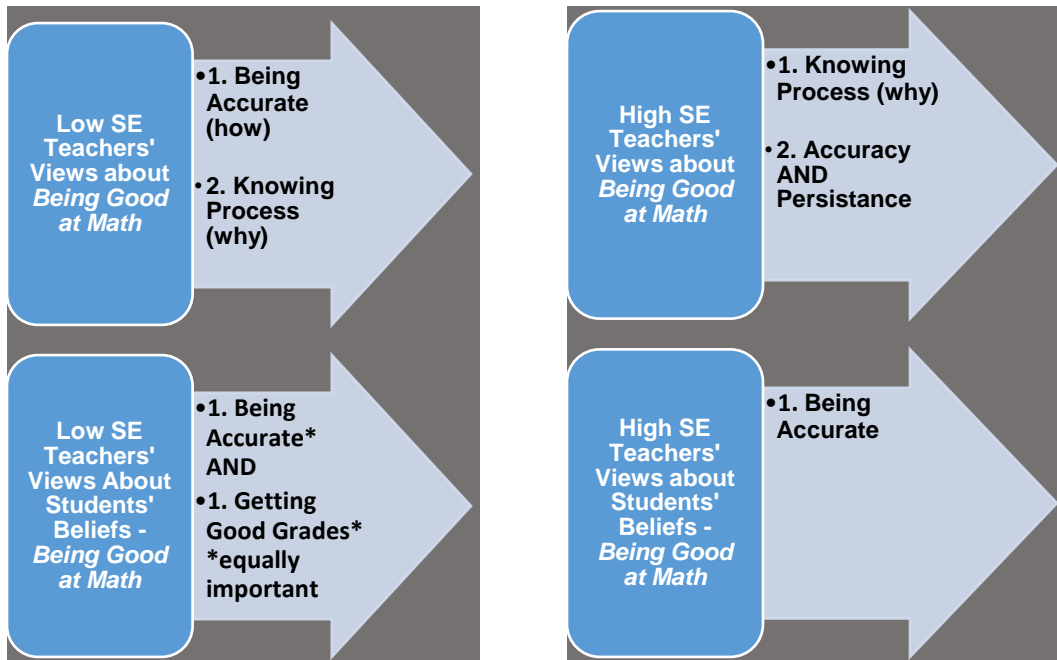 Low SE
Teachers'
Views about
Being Good
at Math
•1. Being
Accurate
(how)
•2. Knowing
Process
(why)
High SE
Teachers'
Views about
Being Good
at Math
•1. Knowing
Process (why)
•2. Accuracy
AND
Persistance
Low SE
Teachers'
Views About
Students'
Beliefs -
Being Good
at Math
•1. Being
Accurate*
AND
•1. Getting
Good Grades*
*equally
important
High SE
Teachers'
Views about
Students'
Beliefs -
Being Good
at Math
•1. Being
Accurate